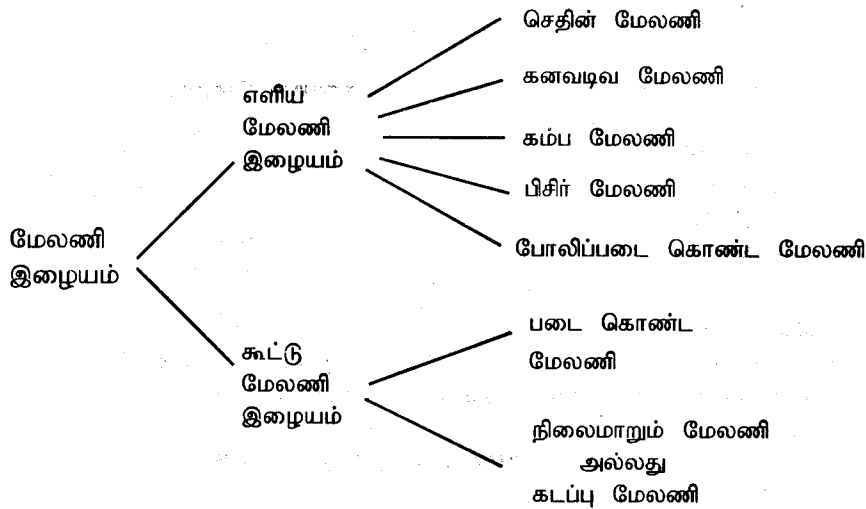 மேலணி
இழையம்
எளிய
மேலணி
இழையம்
செதின் மேலணி
கனவடிவ மேலணி
கம்ப மேலணி
பிசிர் மேலணி
போலிப்படை கொண்ட மேலணி
கூட்டு
மேலணி
இழையம்
படை கொண்ட
மேலணி
நிலைமாறும் மேலணி
அல்லது
கடப்பு மேலணி